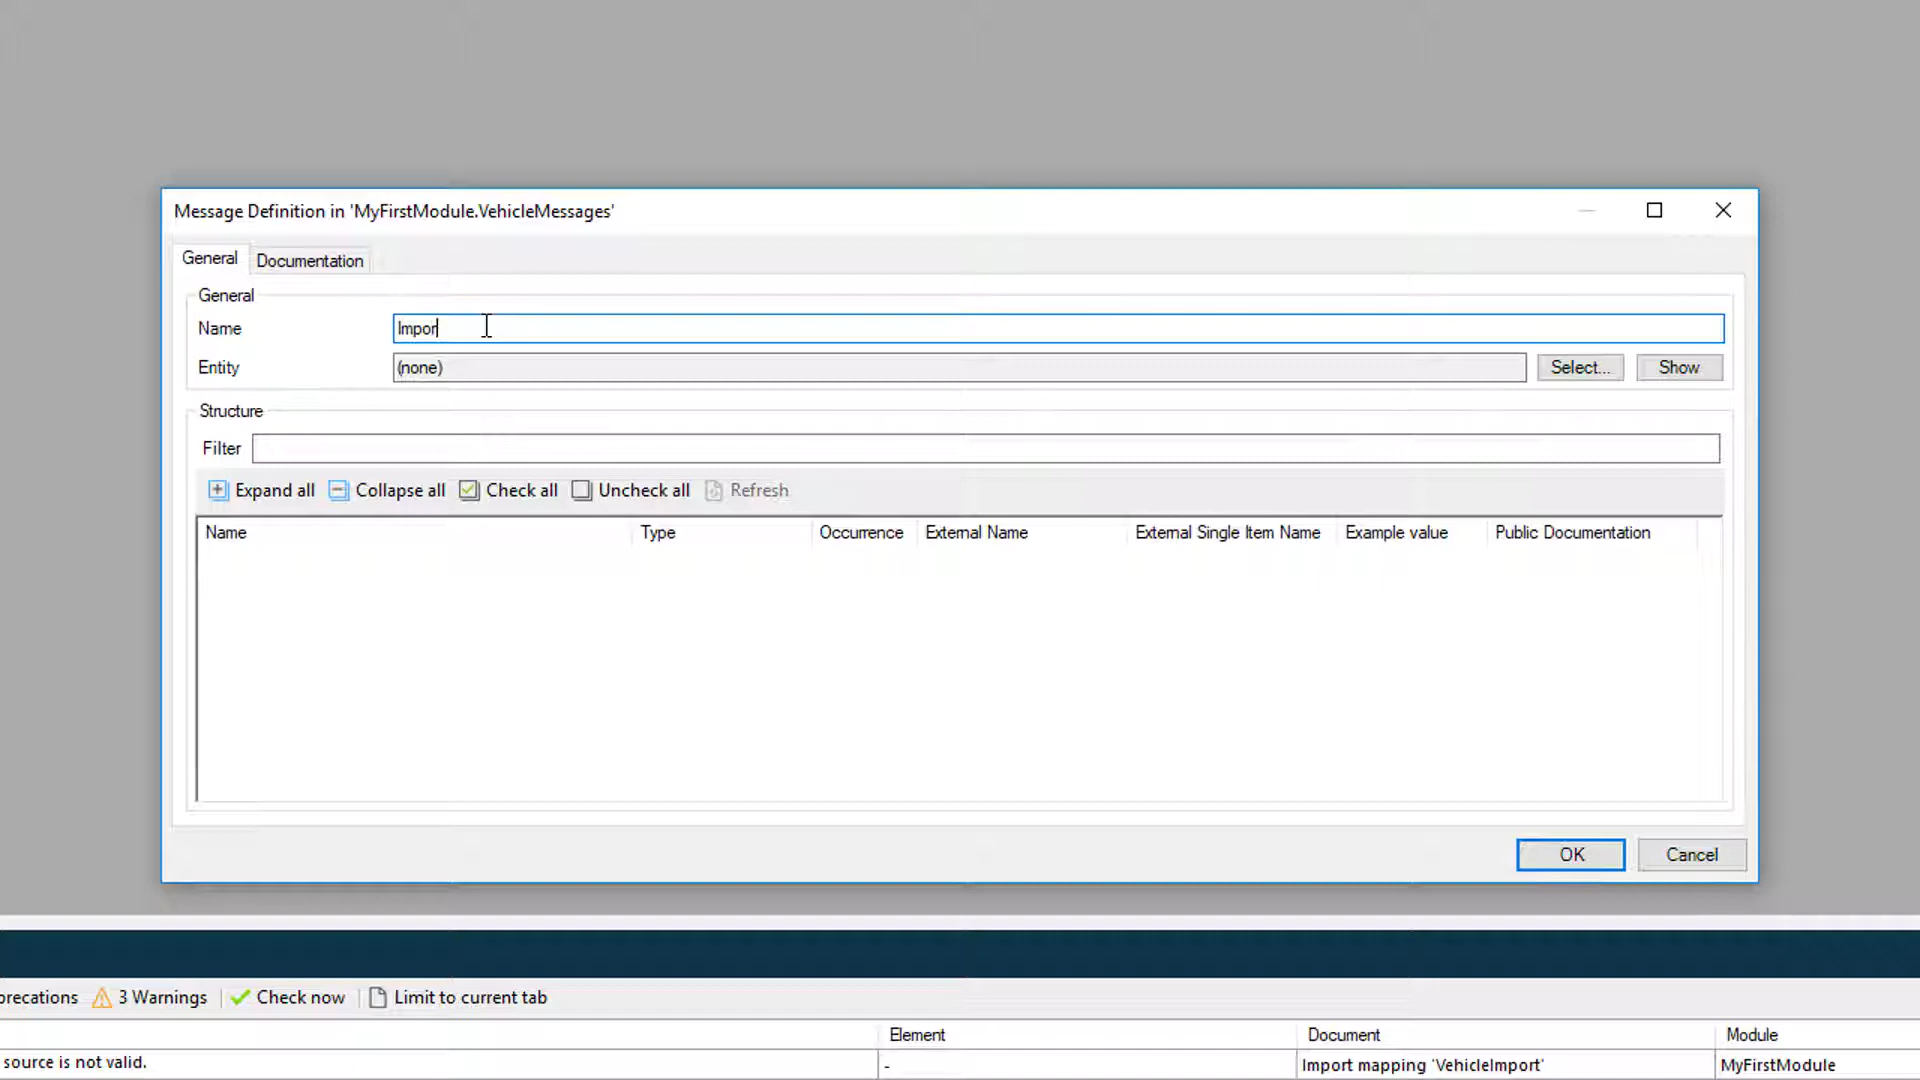 Message Definition in 'MyFirstModule.VehicleMessages'
General Documentation
General
Name Impor
Entity (none) Select... Show
Structure
Filter
Expand all Collapse all Check all Uncheck all Refresh
Name Type Occurrence External Name External Single Item Name Example value Public Documentation
OK Cancel
precations 3 Warnings Check now Limit to current tab
Element Document Module
source is not valid. - Import mapping 'VehicleImport' MyFirstModule